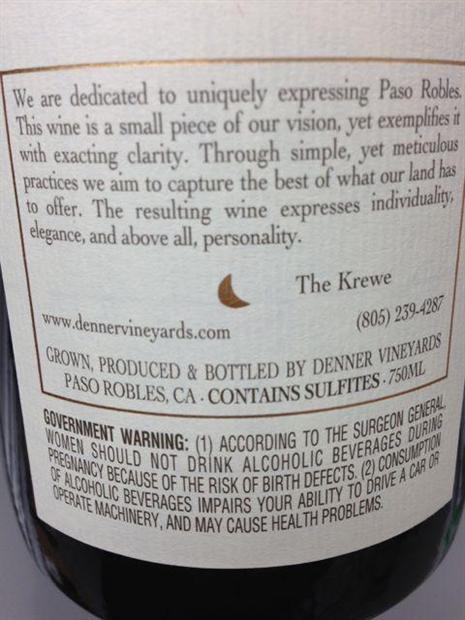 We are dedicated to uniquely expressing Paso Robles.
This wine is a small piece of our vision, yet exemplifies it
with exacting clarity. Through simple, yet meticulous
practices we aim to capture the best of what our land has
to offer. The resulting wine expresses individuality,
elegance, and above all, personality.
The Krewe
www.dennervineyards.com
(805) 239-4287
GROWN, PRODUCED & BOTTLED BY DENNER VINEYARDS
PASO ROBLES, CA · CONTAINS SULFITES · 750ML
GOVERNMENT WARNING: (1) ACCORDING TO THE SURGEON GENERAL,
WOMEN SHOULD NOT DRINK ALCOHOLIC BEVERAGES DURING
PREGNANCY BECAUSE OF THE RISK OF BIRTH DEFECTS. (2) CONSUMPTION
OF ALCOHOLIC BEVERAGES IMPAIRS YOUR ABILITY TO DRIVE A CAR OR
OPERATE MACHINERY, AND MAY CAUSE HEALTH PROBLEMS.